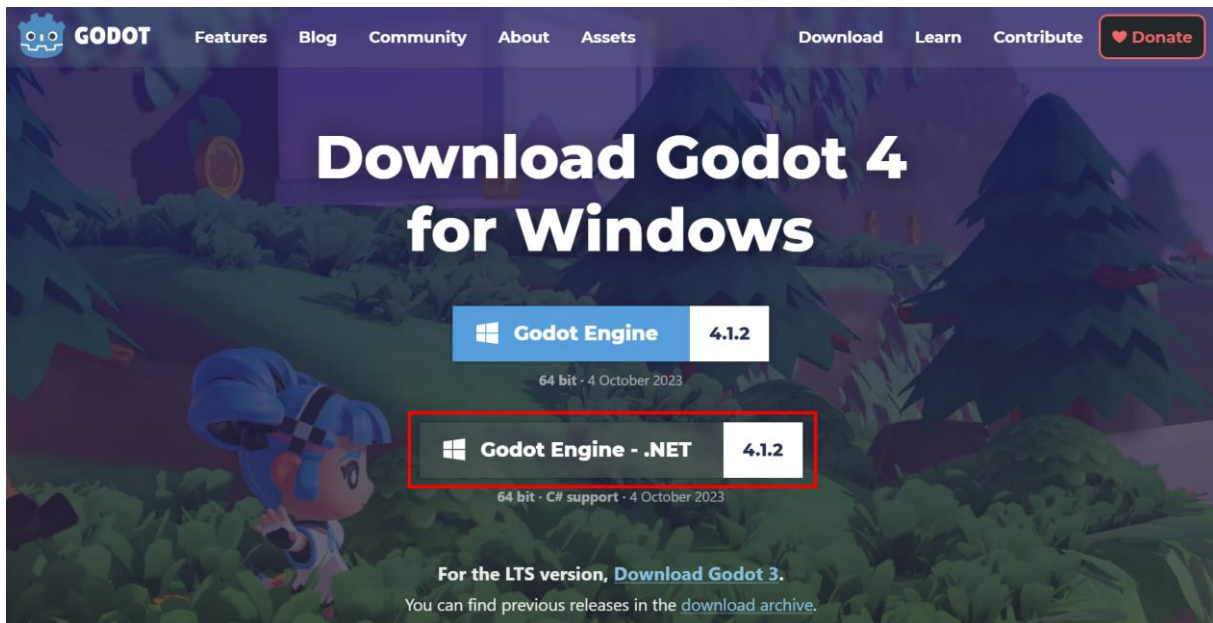 GODOT Features Blog Community About Assets Download Learn Contribute Donate
Download Godot 4
for Windows
Godot Engine 4.1.2
64 bit · 4 October 2023
Godot Engine - .NET 4.1.2
64 bit · C# support · 4 October 2023
For the LTS version, Download Godot 3.
You can find previous releases in the download archive.